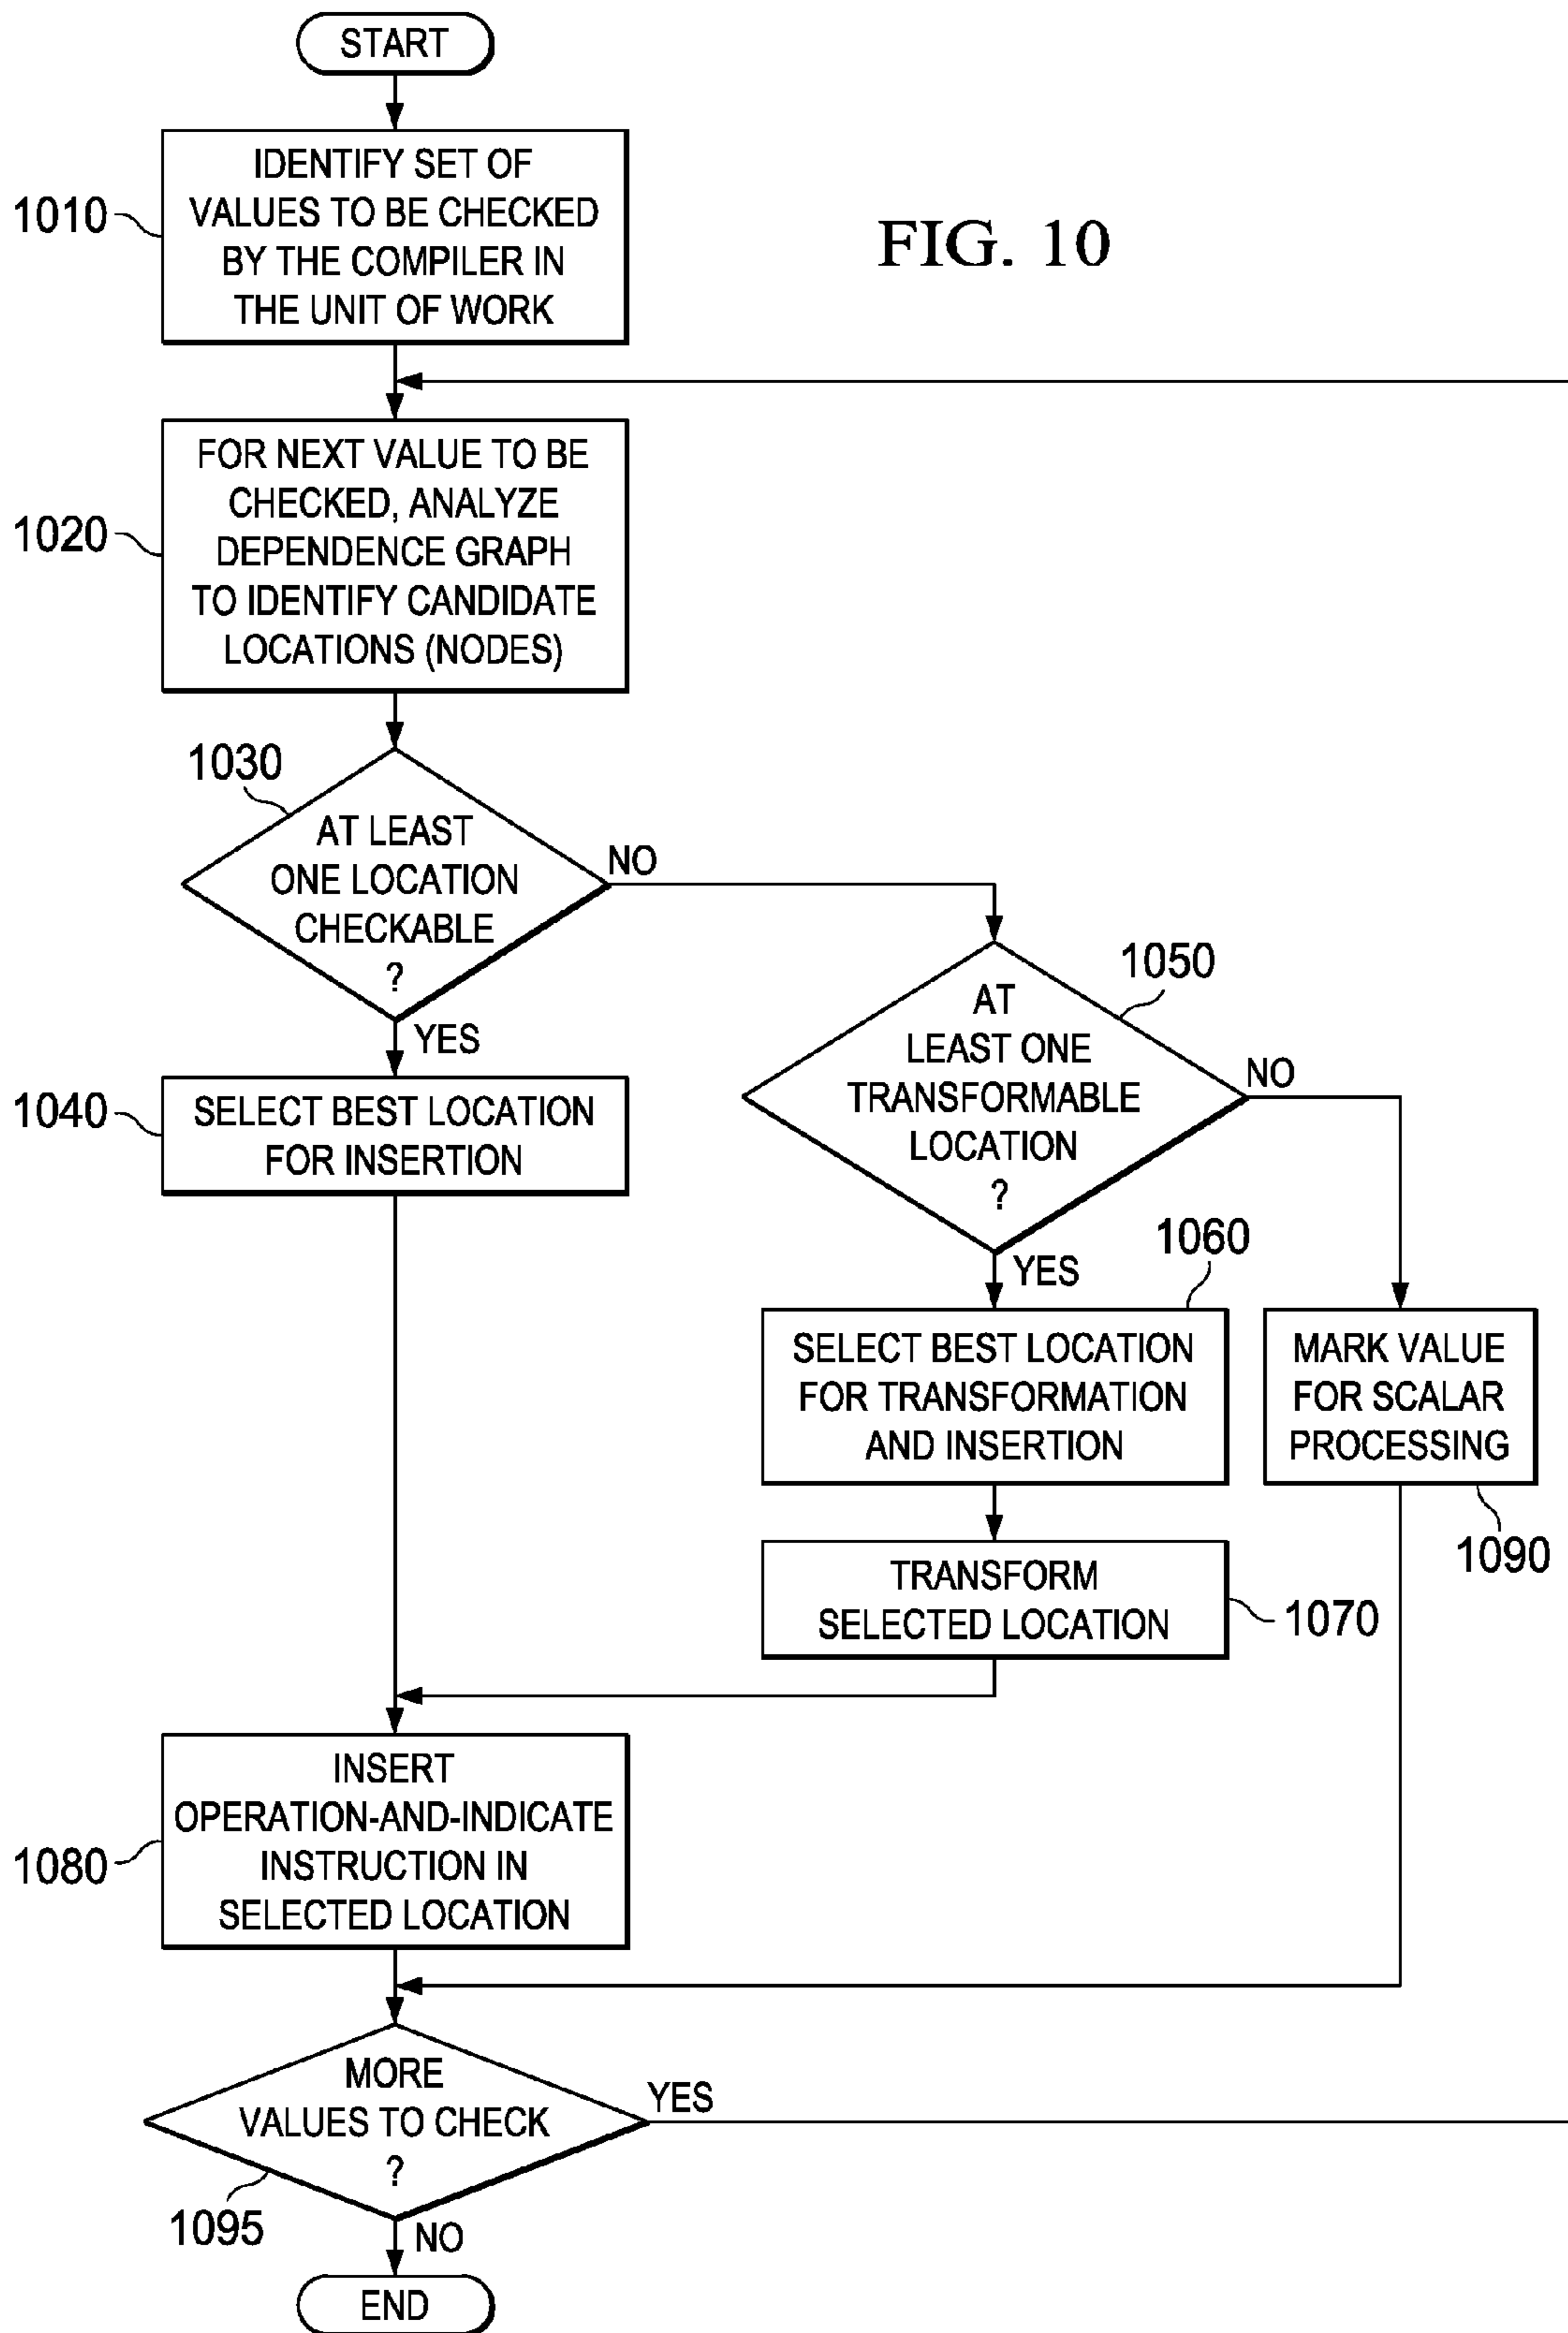 START
IDENTIFY SET OF
VALUES TO BE CHECKED
BY THE COMPILER IN
THE UNIT OF WORK
1010
FIG. 10
FOR NEXT VALUE TO BE
CHECKED, ANALYZE
DEPENDENCE GRAPH
TO IDENTIFY CANDIDATE
LOCATIONS (NODES)
1020
1030
AT LEAST
ONE LOCATION
CHECKABLE
?
NO
YES
1040
SELECT BEST LOCATION
FOR INSERTION
1050
AT
LEAST ONE
TRANSFORMABLE
LOCATION
?
NO
YES
1060
SELECT BEST LOCATION
FOR TRANSFORMATION
AND INSERTION
MARK VALUE
FOR SCALAR
PROCESSING
1090
TRANSFORM
SELECTED LOCATION
1070
INSERT
OPERATION-AND-INDICATE
INSTRUCTION IN
SELECTED LOCATION
1080
MORE
VALUES TO CHECK
?
YES
1095
NO
END